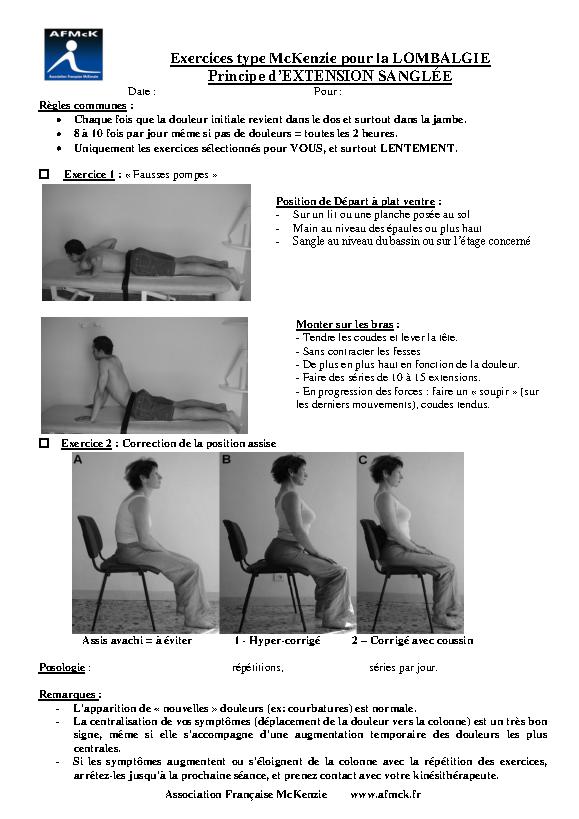 AFMcK
Association Française McKenzie
Exercices type McKenzie pour la LOMBALGIE
Principe d'EXTENSION SANGLÉE
Date : Pour :
Règles communes :
• Chaque fois que la douleur initiale revient dans le dos et surtout dans la jambe.
• 8 à 10 fois par jour même si pas de douleurs = toutes les 2 heures.
• Uniquement les exercices sélectionnés pour VOUS, et surtout LENTEMENT.
Exercice 1 : « Fausses pompes »
Position de Départ à plat ventre :
- Sur un lit ou une planche posée au sol
- Main au niveau des épaules ou plus haut
- Sangle au niveau du bassin ou sur l'étage concerné
Monter sur les bras :
- Tendre les coudes et lever la tête.
- Sans contracter les fesses
- De plus en plus haut en fonction de la douleur.
- Faire des séries de 10 à 15 extensions.
- En progression des forces : faire un « soupir » (sur
les derniers mouvements), coudes tendus.
Exercice 2 : Correction de la position assise
A B C
Assis avachi = à éviter 1 - Hyper-corrigé 2 – Corrigé avec coussin
Posologie : répétitions, séries par jour.
Remarques :
- L'apparition de « nouvelles » douleurs (ex: courbatures) est normale.
- La centralisation de vos symptômes (déplacement de la douleur vers la colonne) est un très bon
signe, même si elle s'accompagne d'une augmentation temporaire des douleurs les plus
centrales.
- Si les symptômes augmentent ou s'éloignent de la colonne avec la répétition des exercices,
arrêtez-les jusqu'à la prochaine séance, et prenez contact avec votre kinésithérapeute.
Association Française McKenzie www.afmck.fr